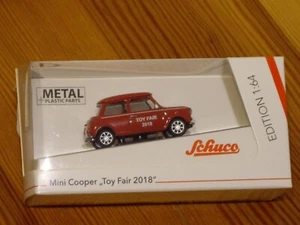 METAL
PLASTIC PARTS
TOY FAIR
2018
Schuco
EDITION 1:64
Mini Cooper „Toy Fair 2018"